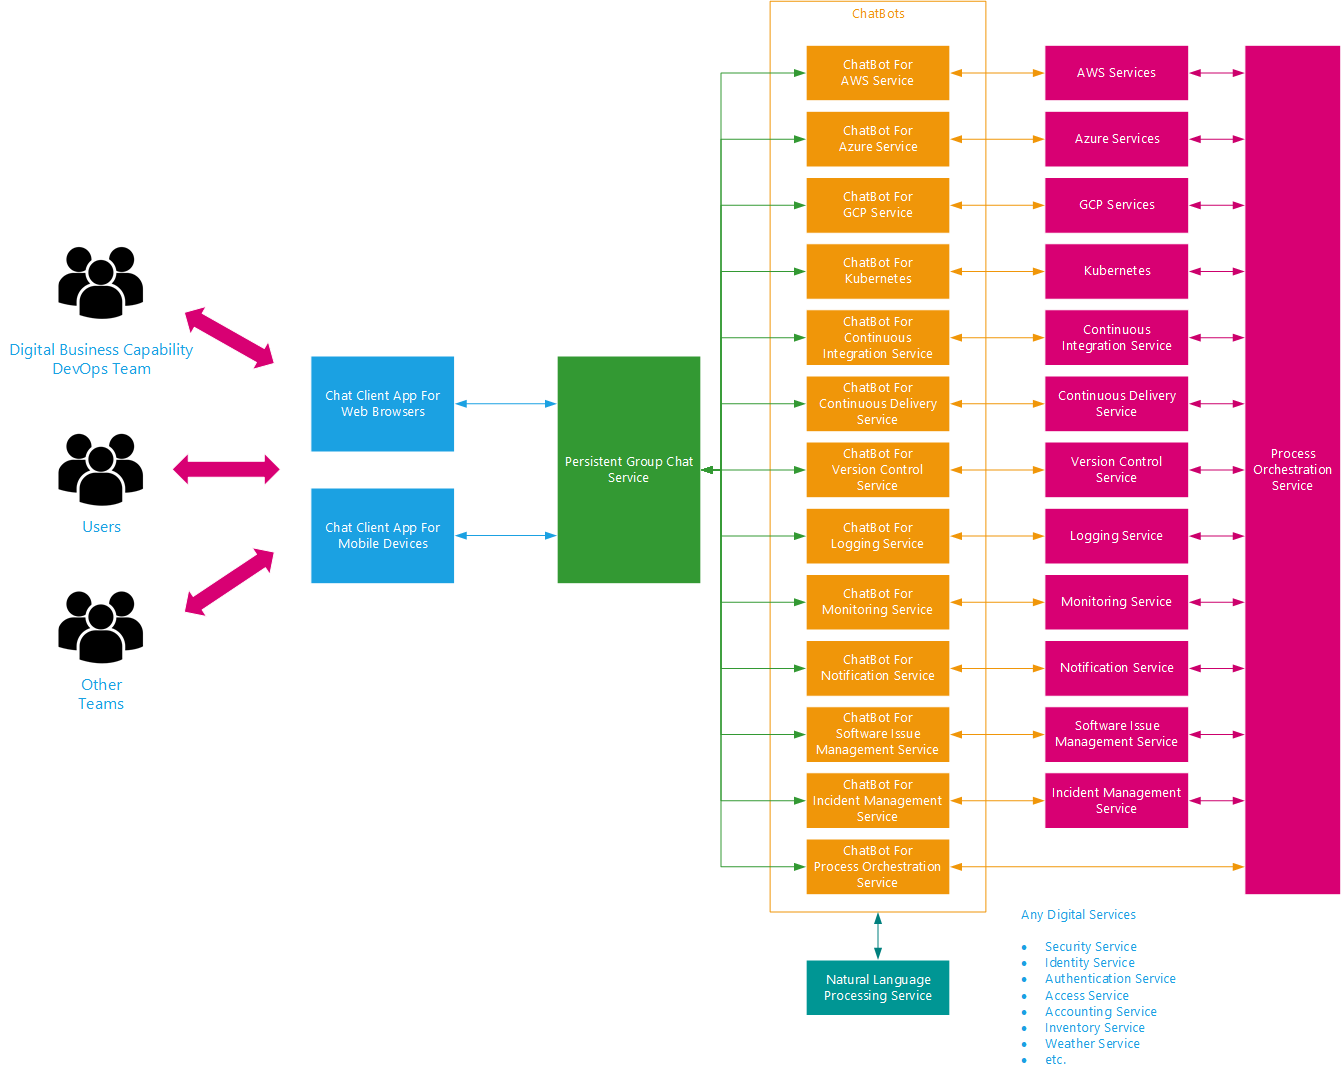 ChatBots
Digital Business Capability
DevOps Team
Users
Other
Teams
Chat Client App For
Web Browsers
Chat Client App For
Mobile Devices
Persistent Group Chat
Service
ChatBot For
AWS Service
ChatBot For
Azure Service
ChatBot For
GCP Service
ChatBot For
Kubernetes
ChatBot For
Continuous
Integration Service
ChatBot For
Continuous Delivery
Service
ChatBot For
Version Control
Service
ChatBot For
Logging Service
ChatBot For
Monitoring Service
ChatBot For
Notification Service
ChatBot For
Software Issue
Management Service
ChatBot For
Incident Management
Service
ChatBot For
Process Orchestration
Service
AWS Services
Azure Services
GCP Services
Kubernetes
Continuous
Integration Service
Continuous Delivery
Service
Version Control
Service
Logging Service
Monitoring Service
Notification Service
Software Issue
Management Service
Incident Management
Service
Process
Orchestration
Service
Natural Language
Processing Service
Any Digital Services
• Security Service
• Identity Service
• Authentication Service
• Access Service
• Accounting Service
• Inventory Service
• Weather Service
• etc.